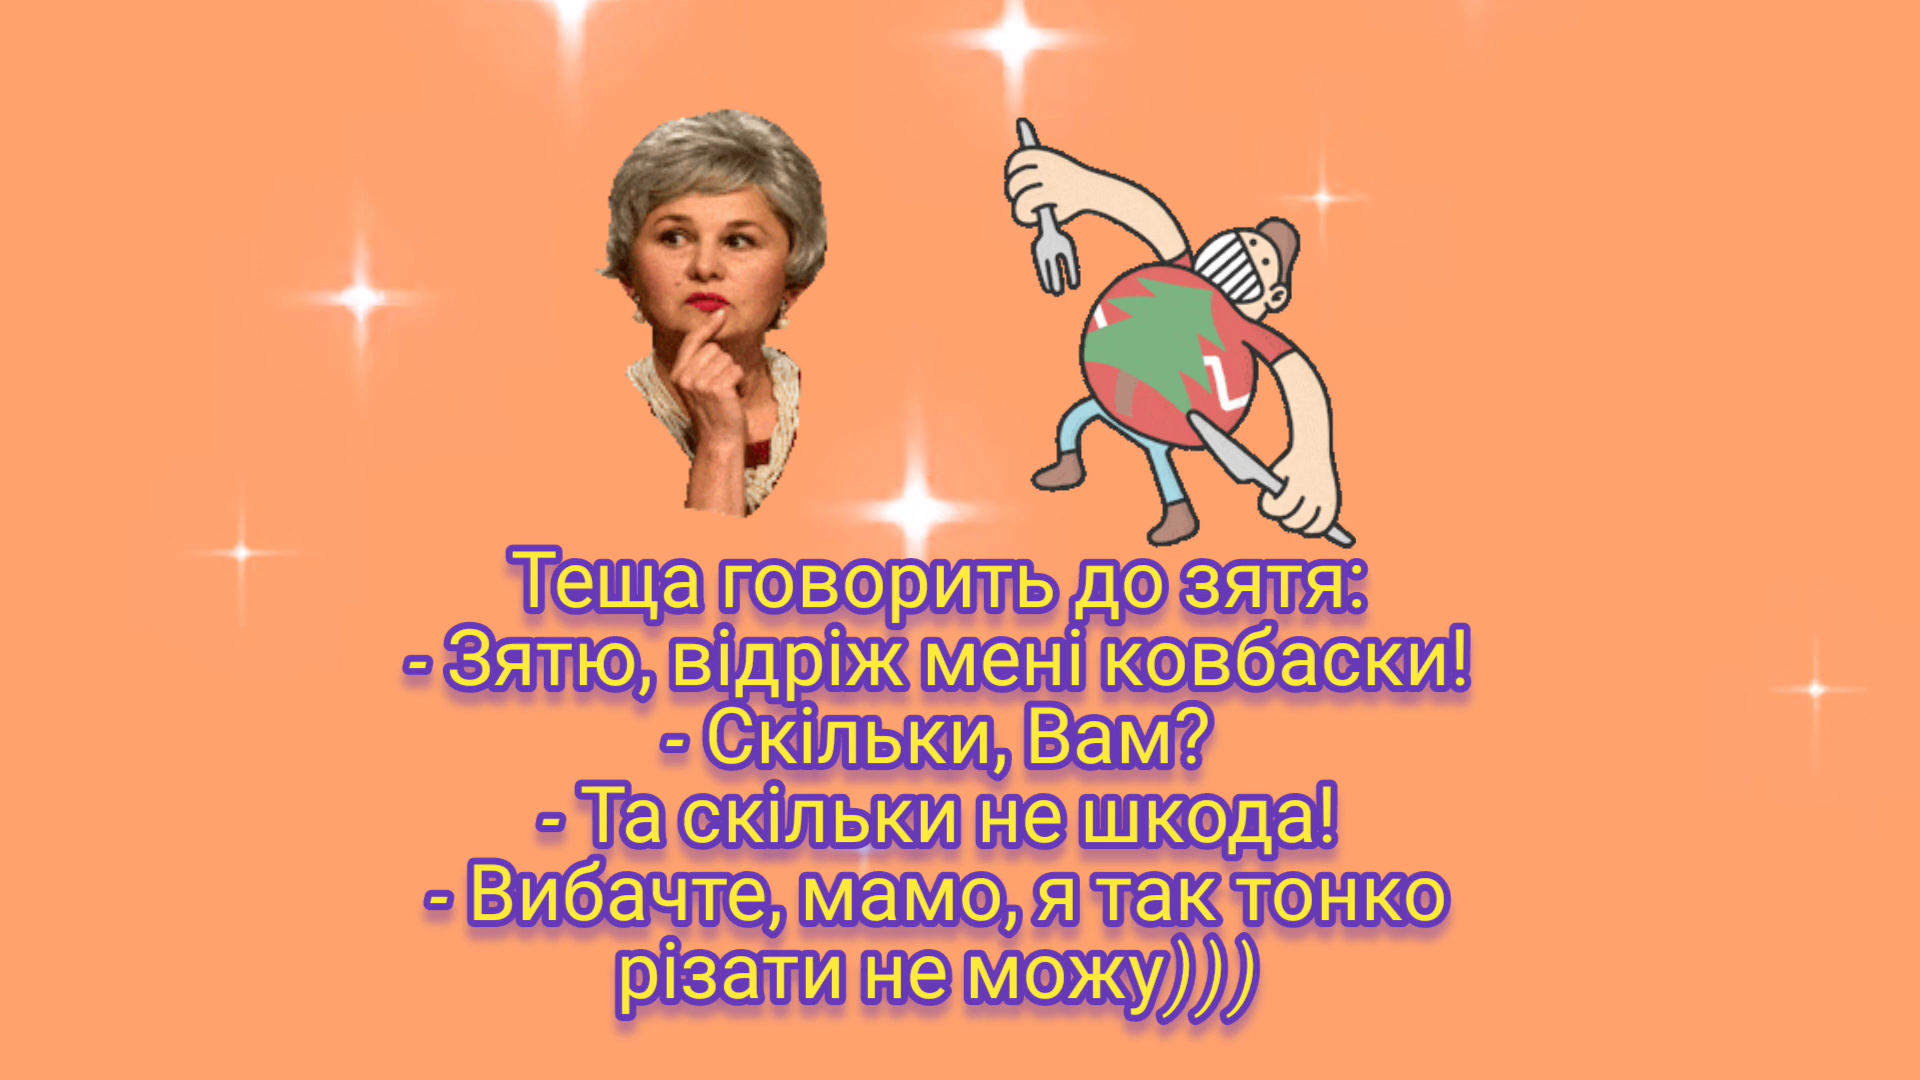 Теща говорить до зятя:
- Зятю, відріж мені ковбаски!
- Скільки, Вам?
- Та скільки не шкода!
- Вибачте, мамо, я так тонко
різати не можу)))